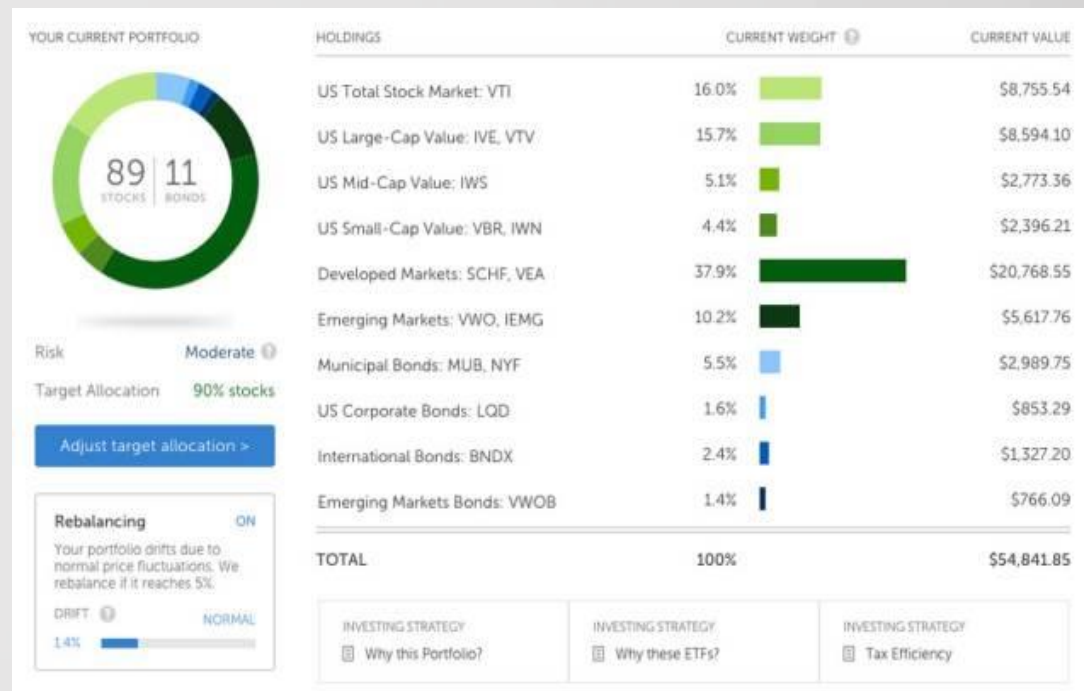 YOUR CURRENT PORTFOLIO
89 | 11
STOCKS BONDS
Risk Moderate
Target Allocation 90% stocks
Adjust target allocation >
Rebalancing ON
Your portfolio drifts due to
normal price fluctuations. We
rebalance if it reaches 5%.
DRIFT ? NORMAL
1.4%
HOLDINGS CURRENT WEIGHT ? CURRENT VALUE
US Total Stock Market: VTI 16.0% $8,755.54
US Large-Cap Value: IVE, VTV 15.7% $8,594.10
US Mid-Cap Value: IWS 5.1% $2,773.36
US Small-Cap Value: VBR, IWN 4.4% $2,396.21
Developed Markets: SCHF, VEA 37.9% $20,768.55
Emerging Markets: VWO, IEMG 10.2% $5,617.76
Municipal Bonds: MUB, NYF 5.5% $2,989.75
US Corporate Bonds: LQD 1.6% $853.29
International Bonds: BNDX 2.4% $1,327.20
Emerging Markets Bonds: VWOB 1.4% $766.09
TOTAL 100% $54,841.85
INVESTING STRATEGY
Why this Portfolio?
INVESTING STRATEGY
Why these ETFs?
INVESTING STRATEGY
Tax Efficiency